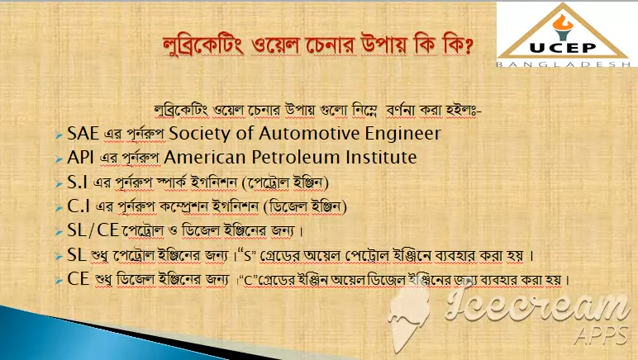 লুব্রিকেটিং ওয়েল চেনার উপায় কি কি?
UCEP
BANGLADESH
লুব্রিকেটিং ওয়েল চেনার উপায় গুলো নিম্নে বর্ণনা করা হইলঃ-
SAE এর পূর্নরুপ Society of Automotive Engineer
API এর পূর্নরুপ American Petroleum Institute
S.I এর পূর্নরুপ স্পার্ক ইগনিশন (পেট্রোল ইঞ্জিন)
C.I এর পূর্নরুপ কম্প্রেশন ইগনিশন (ডিজেল ইঞ্জিন)
SL/CE পেট্রোল ও ডিজেল ইঞ্জিনের জন্য।
SL শুধু পেট্রোল ইঞ্জিনের জন্য। “S” গ্রেডের অয়েল পেট্রোল ইঞ্জিনে ব্যবহার করা হয় ।
CE শুধু ডিজেল ইঞ্জিনের জন্য ।“C”গ্রেডের ইঞ্জিন অয়েল ডিজেল ইঞ্জিনের জন্য ব্যবহার করা হয় ।
Icecream
APPS